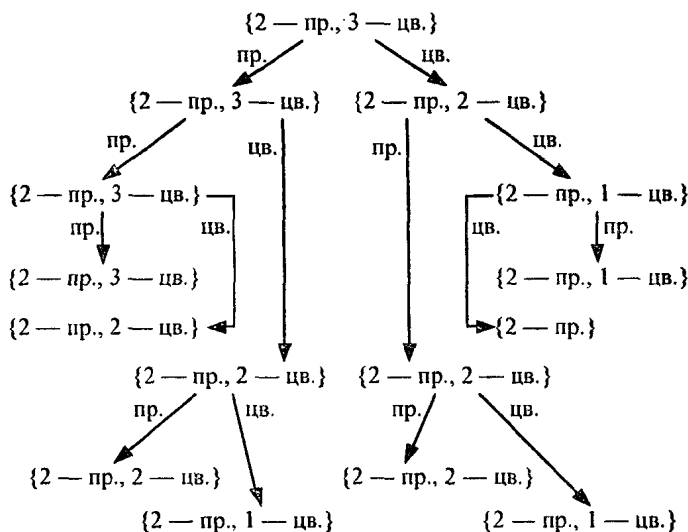 {2 — пр., 3 — цв.}
пр. цв.
{2 — пр., 3 — цв.} {2 — пр., 2 — цв.}
пр. цв. пр. цв.
{2 — пр., 3 — цв.} {2 — пр., 1 — цв.}
пр. цв. цв. пр.
{2 — пр., 3 — цв.} {2 — пр., 1 — цв.}
{2 — пр., 2 — цв.} {2 — пр.}
{2 — пр., 2 — цв.} {2 — пр., 2 — цв.}
пр. цв. пр. цв.
{2 — пр., 2 — цв.} {2 — пр., 2 — цв.}
{2 — пр., 1 — цв.} {2 — пр., 1 — цв.}